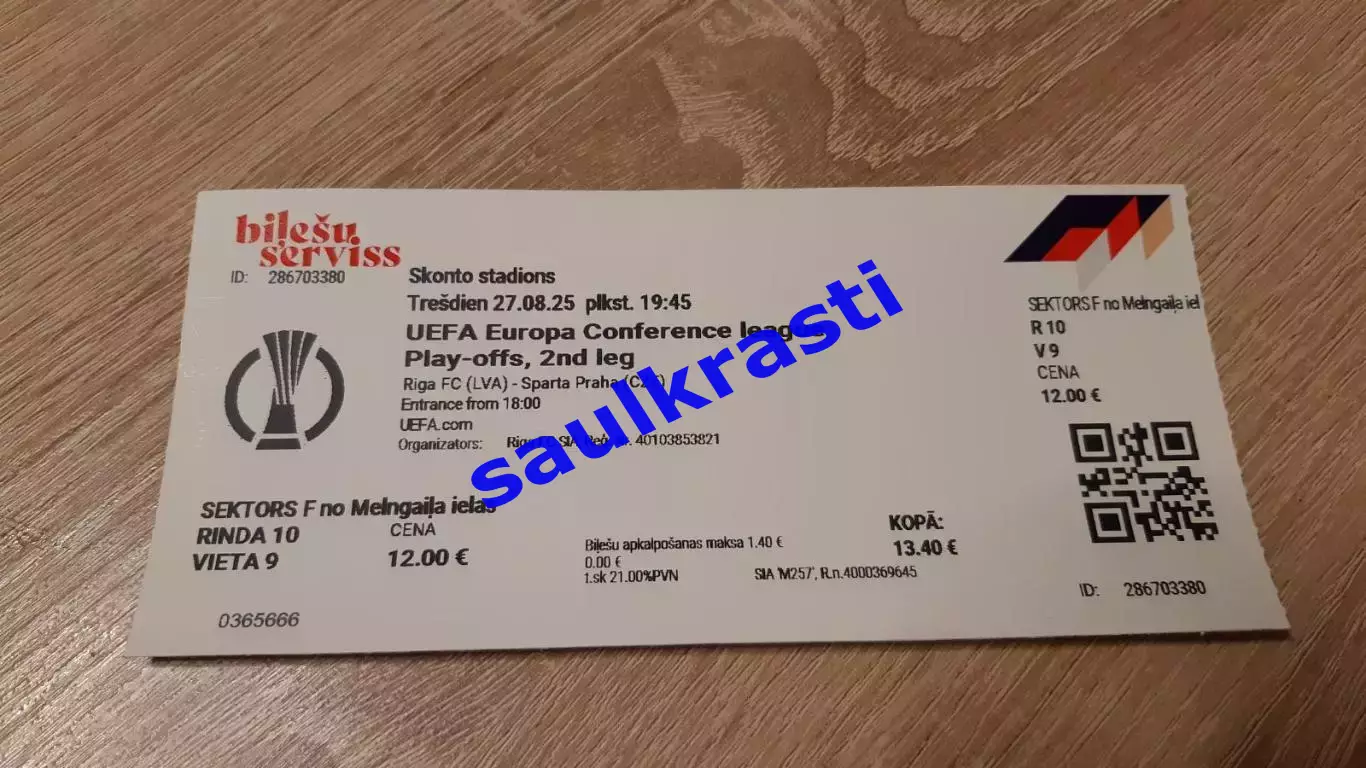 biļešu
serviss
ID: 286703380
Skonto stadions
Trešdien 27.08.25 plkst. 19:45
UEFA Europa Conference league
Play-offs, 2nd leg
Riga FC (LVA) - Sparta Praha
Entrance from 18:00
UEFA.com
Organizators: Riga FC SIA, 40103853821
saulkrasti
SEKTORS F no Melngaiļa ielas
RINDA 10
VIETA 9
CENA
12.00 €
Biļešu apkalpošanas maksa 1.40 €
0.00 €
1.sk 21.00%PVN
SIA 'M257', R.n.4000369645
KOPĀ:
13.40 €
0365666
SEKTORS F no Melngaiļa iel
R 10
V 9
CENA
12.00 €
ID: 286703380